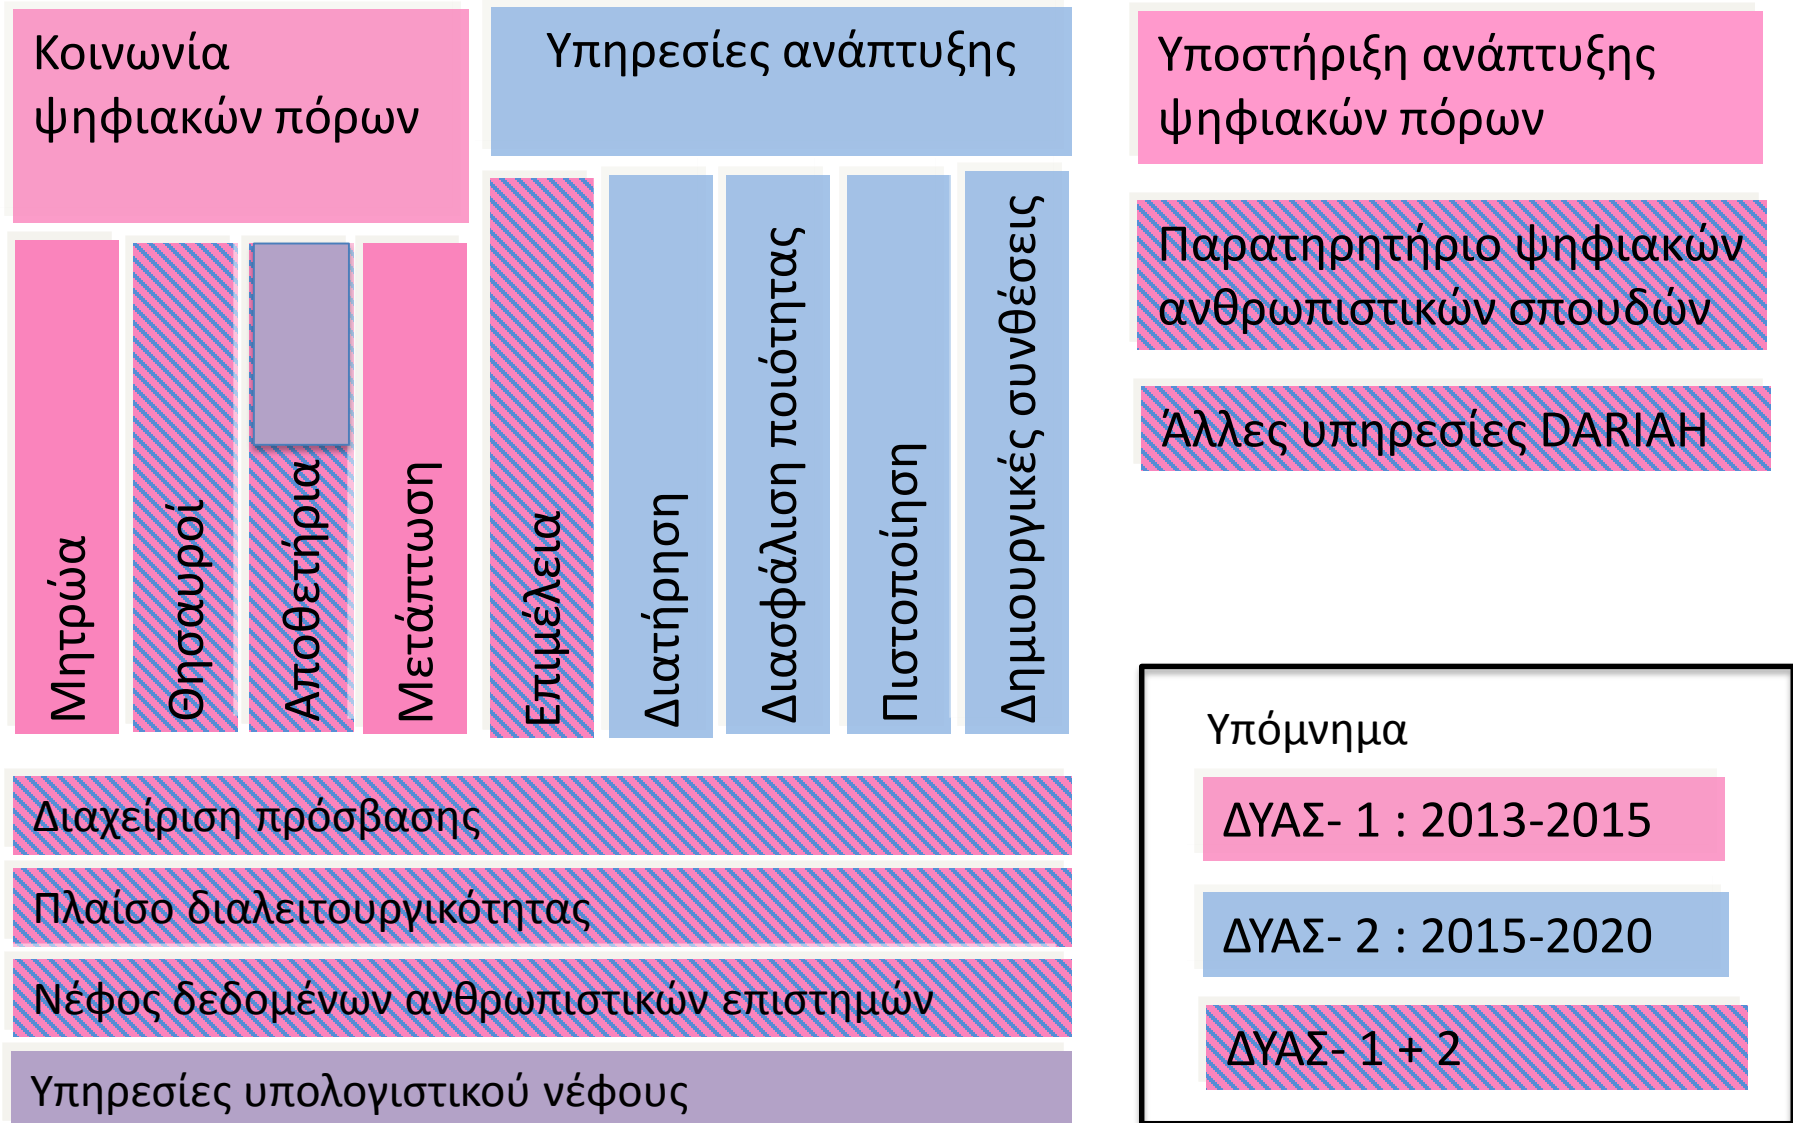 Κοινωνία
ψηφιακών πόρων
Υπηρεσίες ανάπτυξης
Υποστήριξη ανάπτυξης
ψηφιακών πόρων
Μητρώα
Θησαυροί
Αποθετήρια
Μετάπτωση
Επιμέλεια
Διατήρηση
Διασφάλιση ποιότητας
Πιστοποίηση
Δημιουργικές συνθέσεις
Παρατηρητήριο ψηφιακών
ανθρωπιστικών σπουδών
Άλλες υπηρεσίες DARIAH
Διαχείριση πρόσβασης
Πλαίσο διαλειτουργικότητας
Νέφος δεδομένων ανθρωπιστικών επιστημών
Υπηρεσίες υπολογιστικού νέφους
Υπόμνημα
ΔΥΑΣ- 1 : 2013-2015
ΔΥΑΣ- 2 : 2015-2020
ΔΥΑΣ- 1 + 2